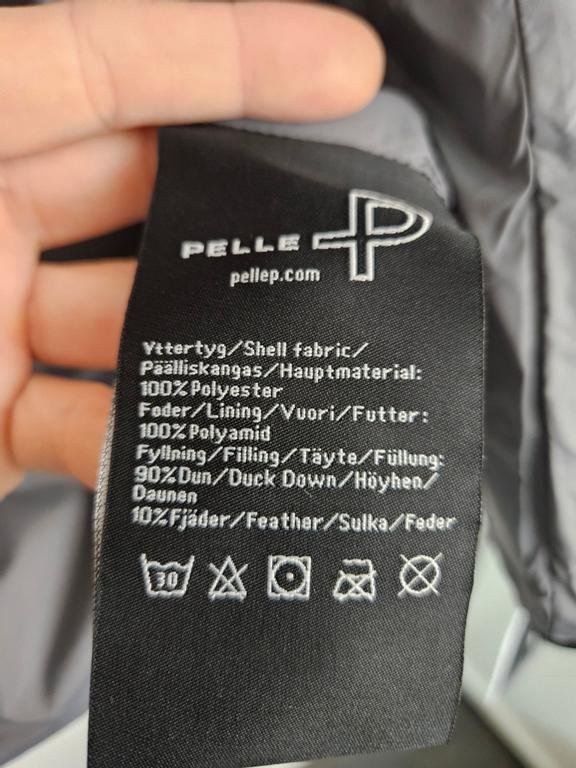 PELLE P
pellep.com
Yttertyg/Shell fabric/
Päälliskangas/Hauptmaterial:
100%Polyester
Foder/Lining/Vuori/Futter:
100%Polyamid
Fyllning/Filling/Täyte/Füllung:
90%Dun/Duck Down/Höyhen/
Daunen
10%Fjäder/Feather/Sulka/Feder
30